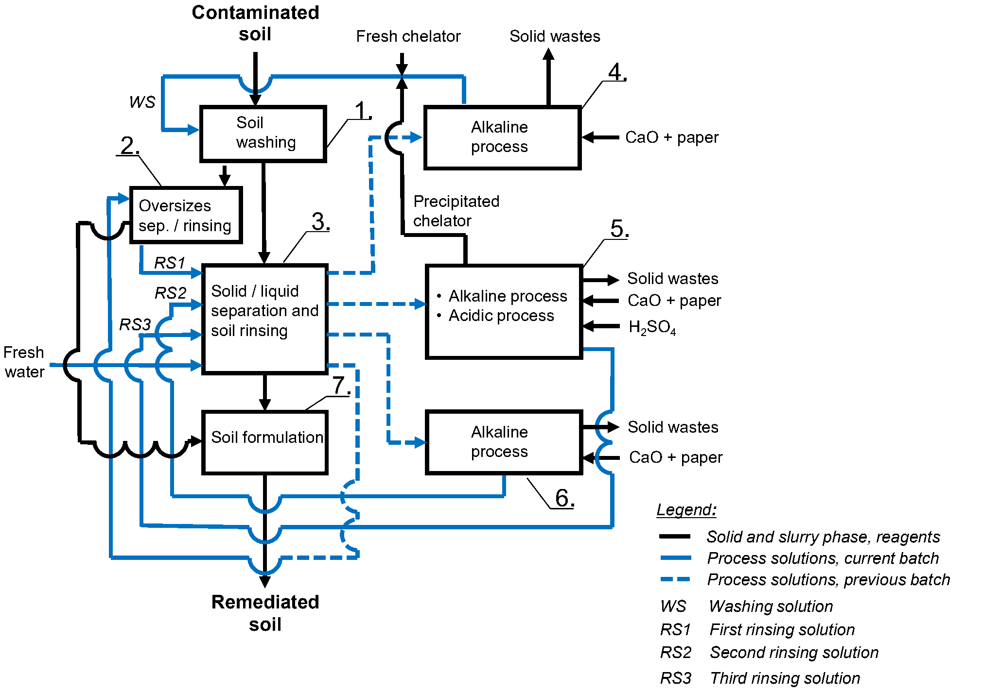 Contaminated
soil
Fresh chelator
Solid wastes
4.
WS
1.
Soil
washing
Alkaline
process
CaO + paper
2.
Oversizes
sep. / rinsing
Precipitated
chelator
3.
5.
RS1
RS2
RS3
Solid / liquid
separation and
soil rinsing
• Alkaline process
• Acidic process
Solid wastes
CaO + paper
H₂SO₄
Fresh
water
7.
Soil formulation
Alkaline
process
Solid wastes
CaO + paper
6.
Remediated
soil
Legend:
Solid and slurry phase, reagents
Process solutions, current batch
Process solutions, previous batch
WS Washing solution
RS1 First rinsing solution
RS2 Second rinsing solution
RS3 Third rinsing solution